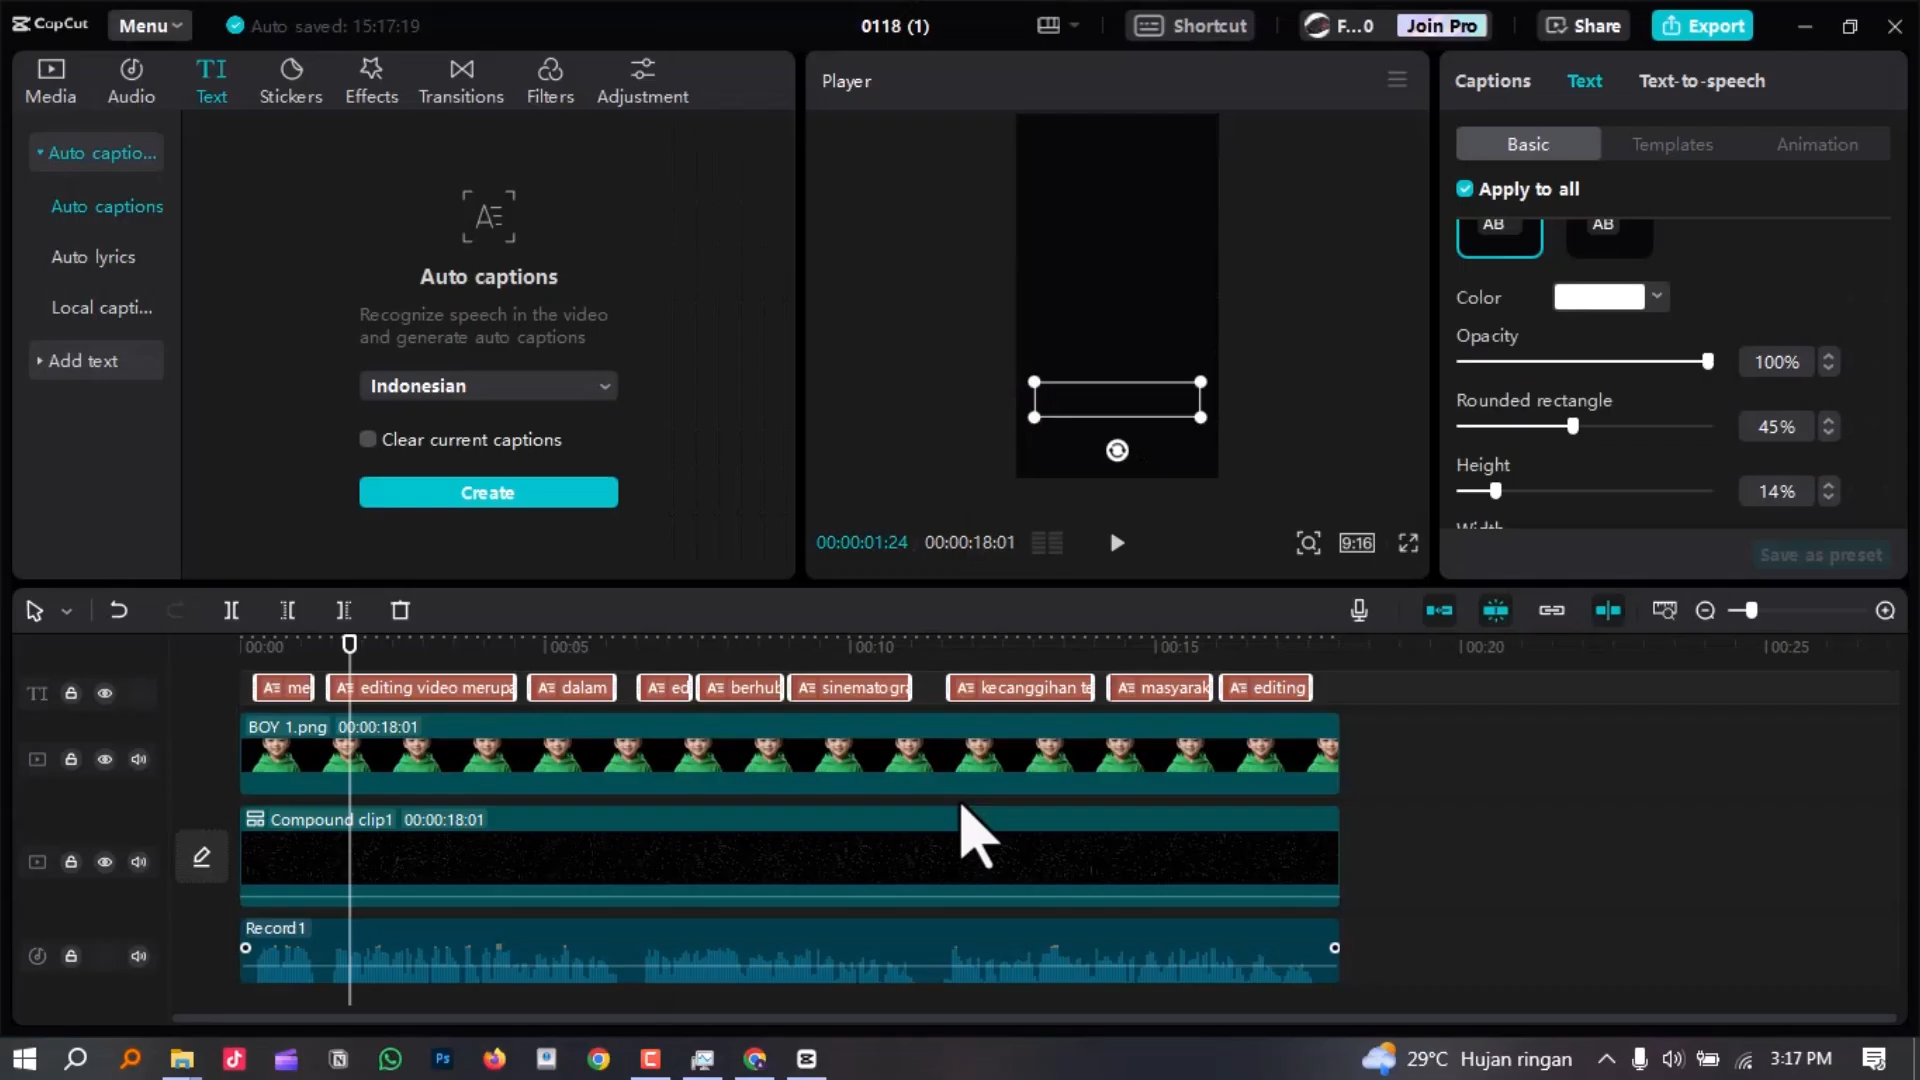 CapCut
Menu
Auto saved: 15:17:19
0118 (1)
Shortcut
F...0
Join Pro
Share
Export
Media
Audio
TI
Text
Stickers
Effects
Transitions
Filters
Adjustment
Auto captio...
Auto captions
Auto lyrics
Local capti...
Add text
Auto captions
Recognize speech in the video
and generate auto captions
Indonesian
Clear current captions
Create
Player
00:00:01:24
00:00:18:01
9:16
Captions
Text
Text-to-speech
Basic
Templates
Animation
Apply to all
AB
AB
Color
Opacity
100%
Rounded rectangle
45%
Height
14%
Width
Save as preset
00:00
00:05
00:10
00:15
00:20
00:25
TI
me
editing video merupa
dalam
ed
berhub
sinematogra
kecanggihan te
masyarak
editing
BOY 1.png 00:00:18:01
Compound clip1 00:00:18:01
Record1
Ps
29°C Hujan ringan
3:17 PM